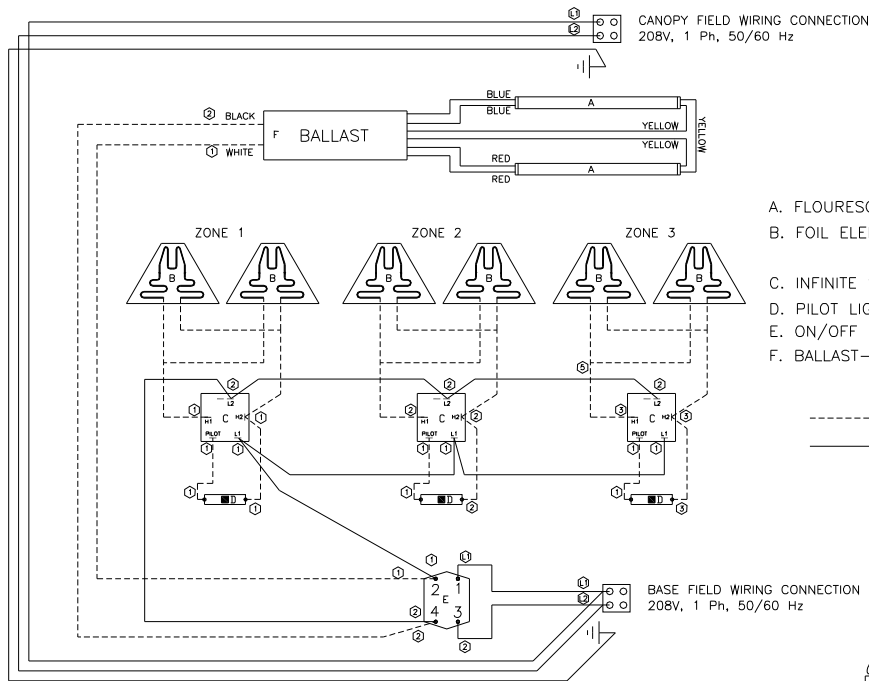 L1
L2
CANOPY FIELD WIRING CONNECTION
208V, 1 Ph, 50/60 Hz
2 BLACK
1 WHITE
F BALLAST
BLUE
BLUE
A
YELLOW
YELLOW
YELLOW
RED
RED
A
ZONE 1
ZONE 2
ZONE 3
B B B B B B
A. FLOURESC
B. FOIL ELE
C. INFINITE
D. PILOT LIG
E. ON/OFF
F. BALLAST-
5
2 2 2
L2 L2 L2
1 H1 C H2 1
2 H1 C H2 2
3 H1 C H2 3
PILOT L1 PILOT L1 PILOT L1
1 1 1 1 1 1
1 D 1
1 D 2
1 D 3
1 1 L1
2 1
E
4 3
2 2 2
L1
L2
BASE FIELD WIRING CONNECTION
208V, 1 Ph, 50/60 Hz